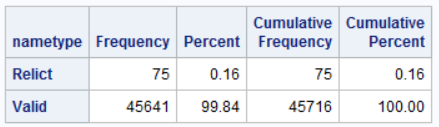 nametype Frequency Percent Cumulative Frequency Cumulative Percent
Relict 75 0.16 75 0.16
Valid 45641 99.84 45716 100.00